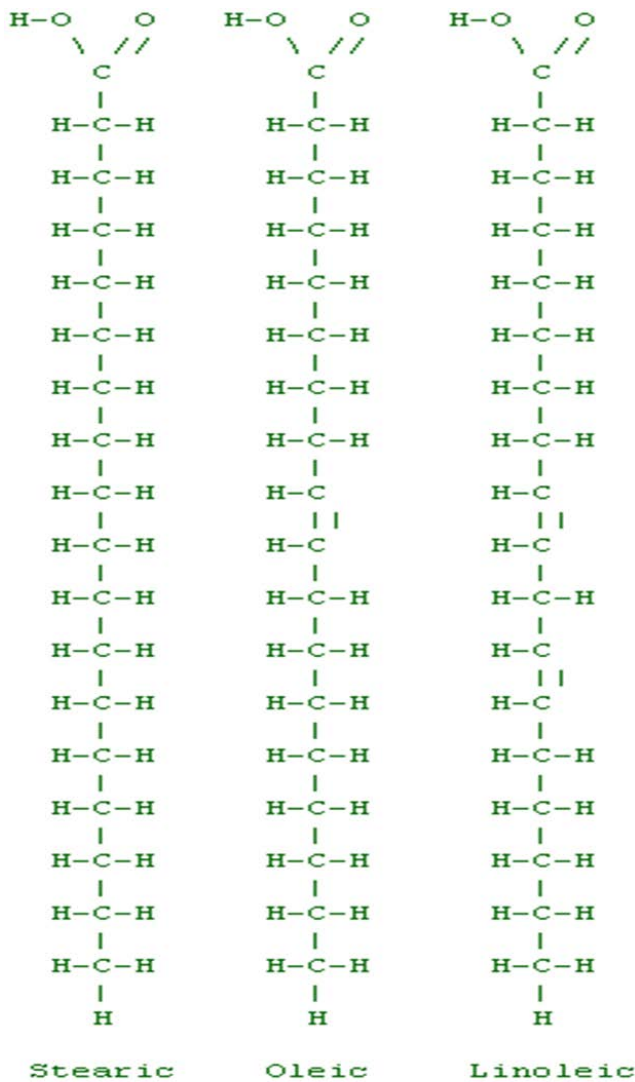 H-O O H-O O H-O O
\ // \ // \ //
C C C
| | |
H-C-H H-C-H H-C-H
| | |
H-C-H H-C-H H-C-H
| | |
H-C-H H-C-H H-C-H
| | |
H-C-H H-C-H H-C-H
| | |
H-C-H H-C-H H-C-H
| | |
H-C-H H-C-H H-C-H
| | |
H-C-H H-C-H H-C-H
| | |
H-C-H H-C H-C
| || ||
H-C-H H-C H-C
| | |
H-C-H H-C-H H-C-H
| | |
H-C-H H-C-H H-C
| | ||
H-C-H H-C-H H-C
| | |
H-C-H H-C-H H-C-H
| | |
H-C-H H-C-H H-C-H
| | |
H-C-H H-C-H H-C-H
| | |
H-C-H H-C-H H-C-H
| | |
H-C-H H-C-H H-C-H
| | |
H H H
Stearic Oleic Linoleic